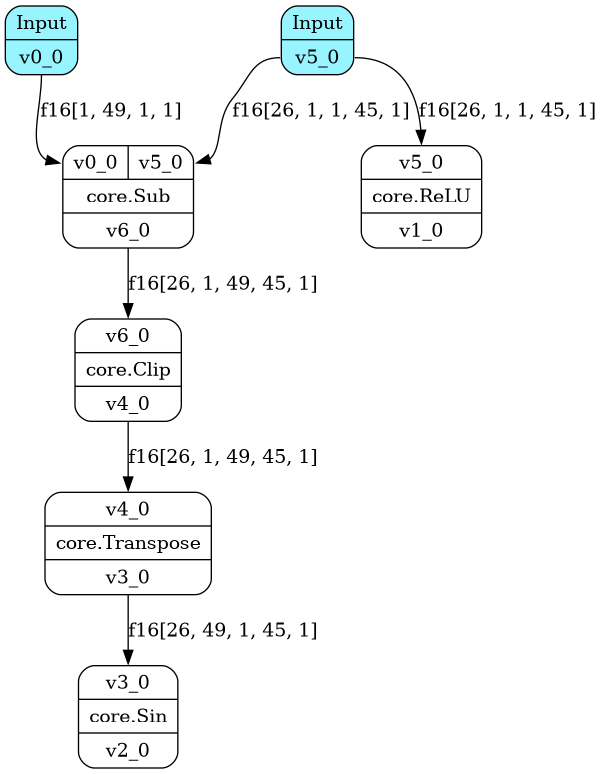 Input
v0_0
Input
v5_0
f16[1, 49, 1, 1]
f16[26, 1, 1, 45, 1]
f16[26, 1, 1, 45, 1]
v0_0 v5_0
core.Sub
v6_0
v5_0
core.ReLU
v1_0
f16[26, 1, 49, 45, 1]
v6_0
core.Clip
v4_0
f16[26, 1, 49, 45, 1]
v4_0
core.Transpose
v3_0
f16[26, 49, 1, 45, 1]
v3_0
core.Sin
v2_0